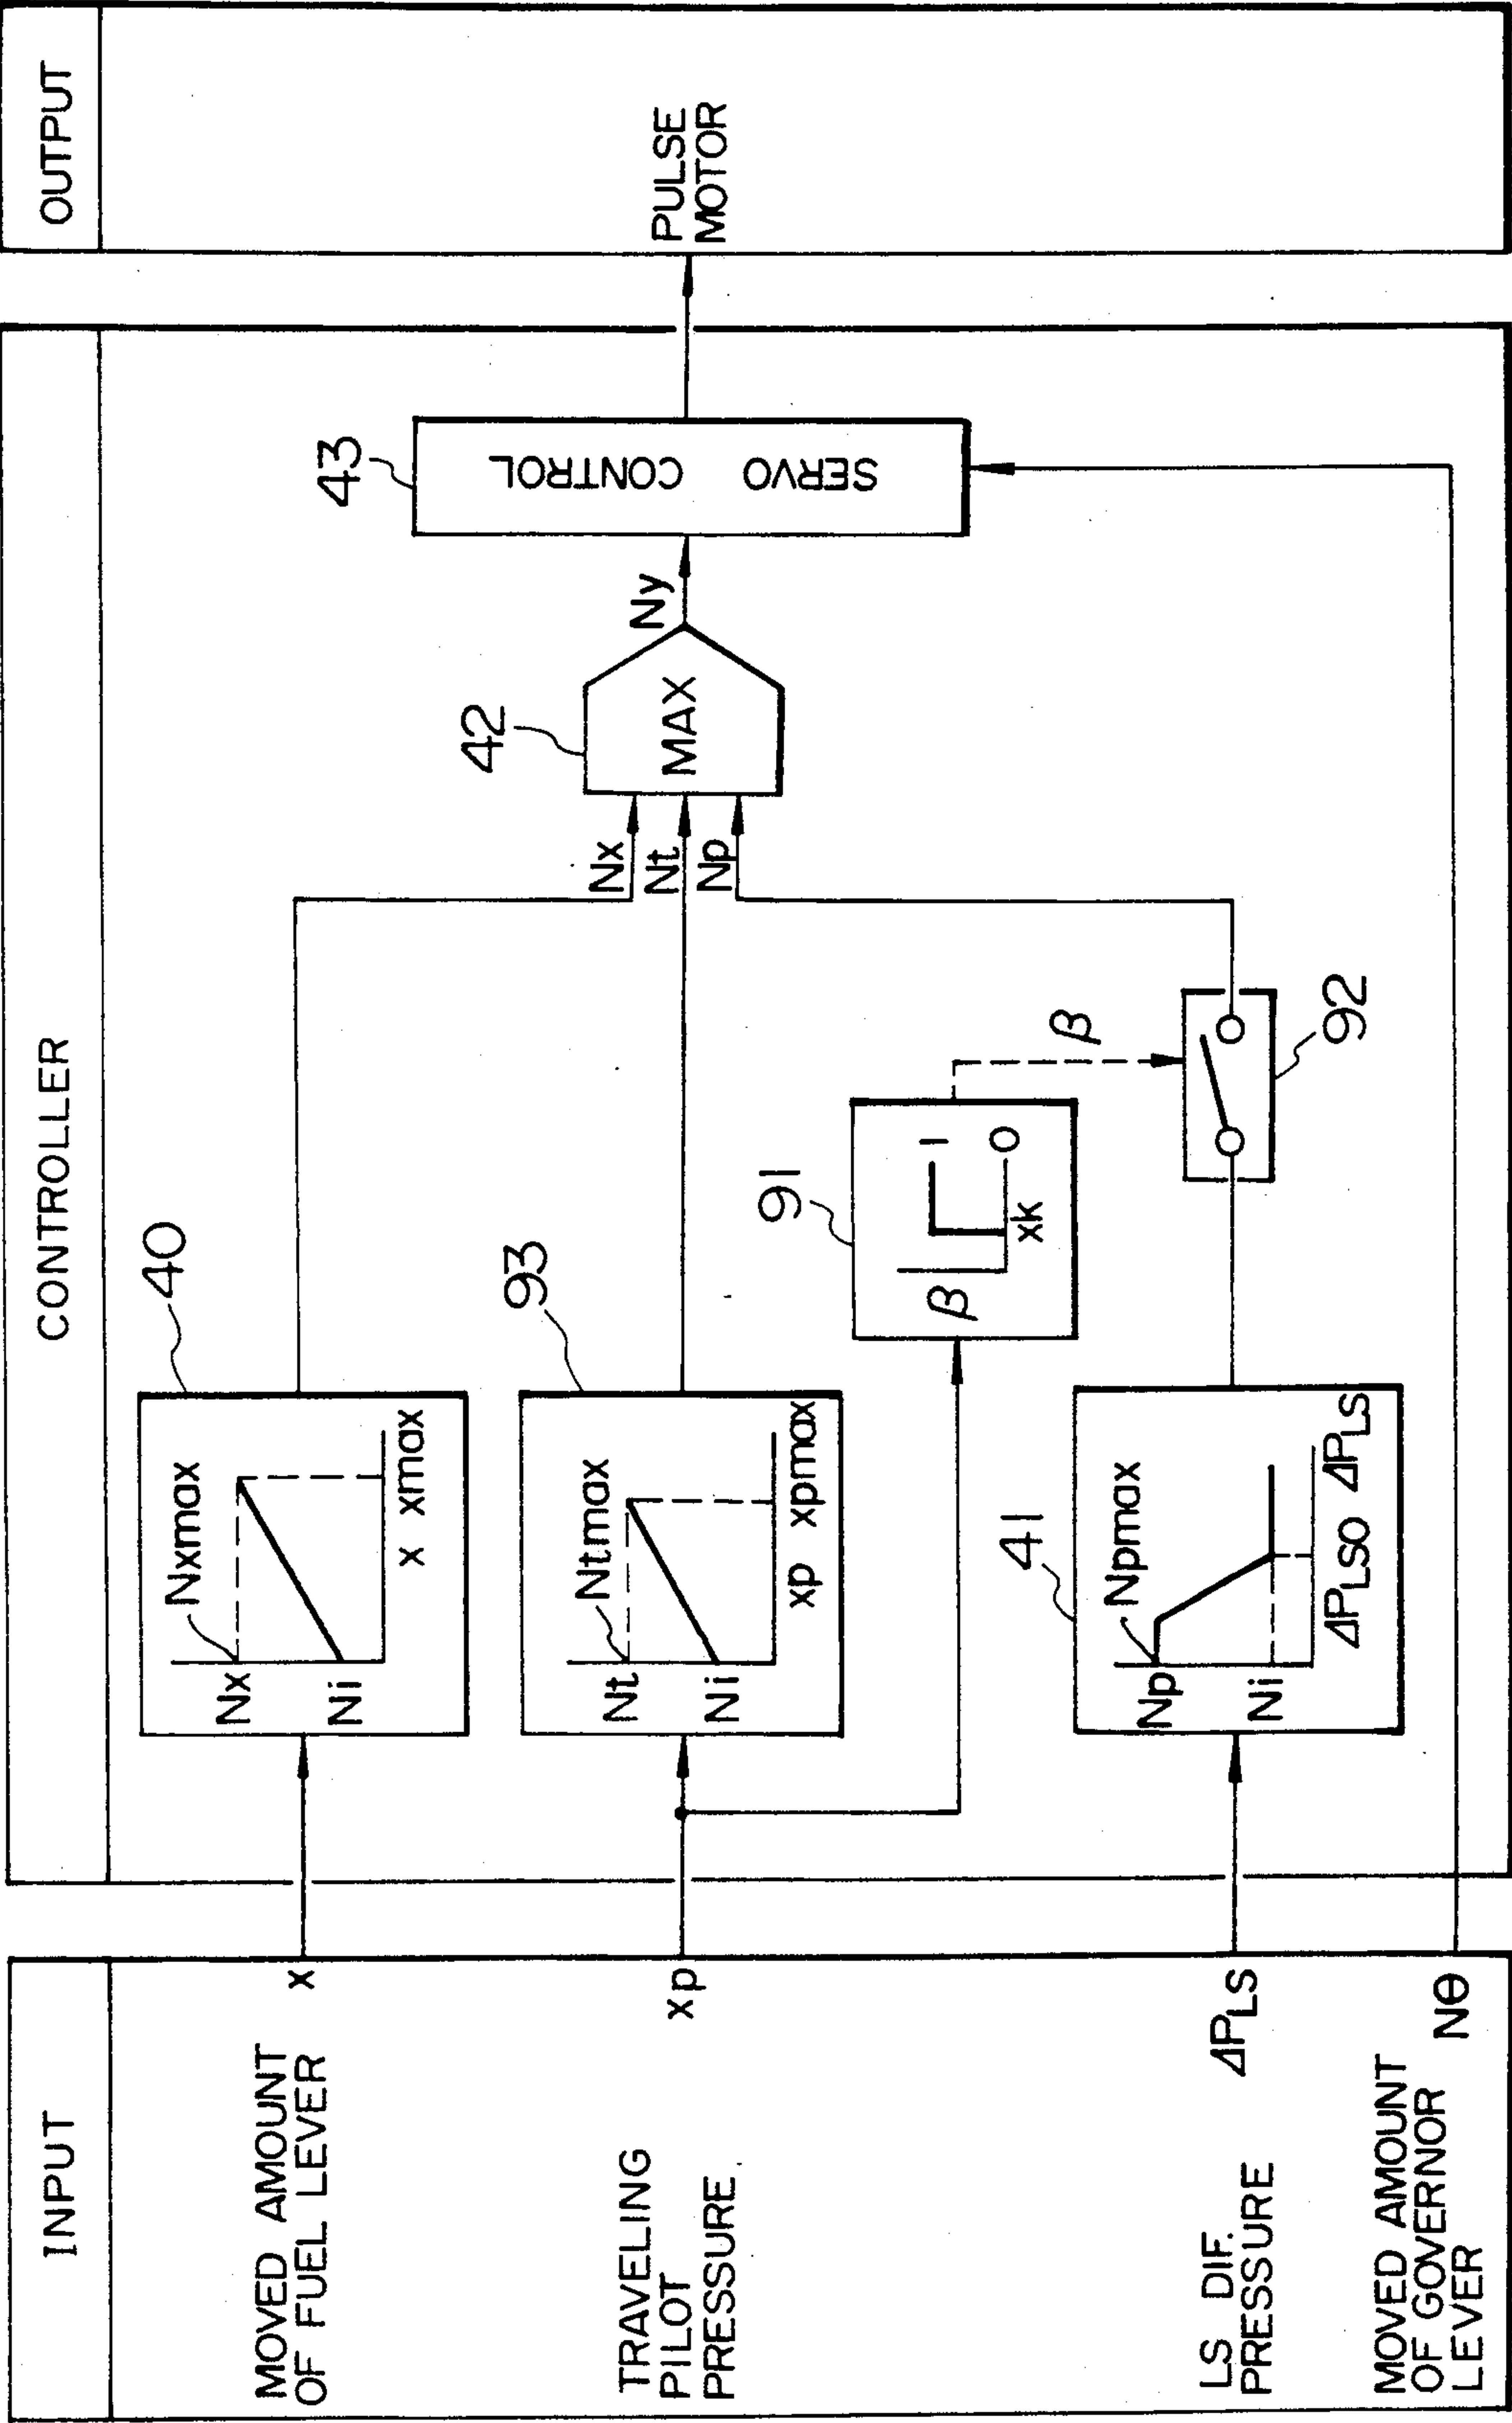 INPUT
MOVED AMOUNT
OF FUEL LEVER
x
TRAVELING
PILOT
PRESSURE
xp
LS DIF.
PRESSURE
ΔPLS
MOVED AMOUNT
OF GOVERNOR
LEVER
Nθ
CONTROLLER
40
Nxmax
Nx
Ni
x xmax
93
Ntmax
Nt
Ni
xp xpmax
91
β
1
0
xk
β
41
Npmax
Np
Ni
ΔPLSO ΔPLS
92
Nx
Nt
Np
42
MAX
Ny
43
SERVO CONTROL
OUTPUT
PULSE
MOTOR